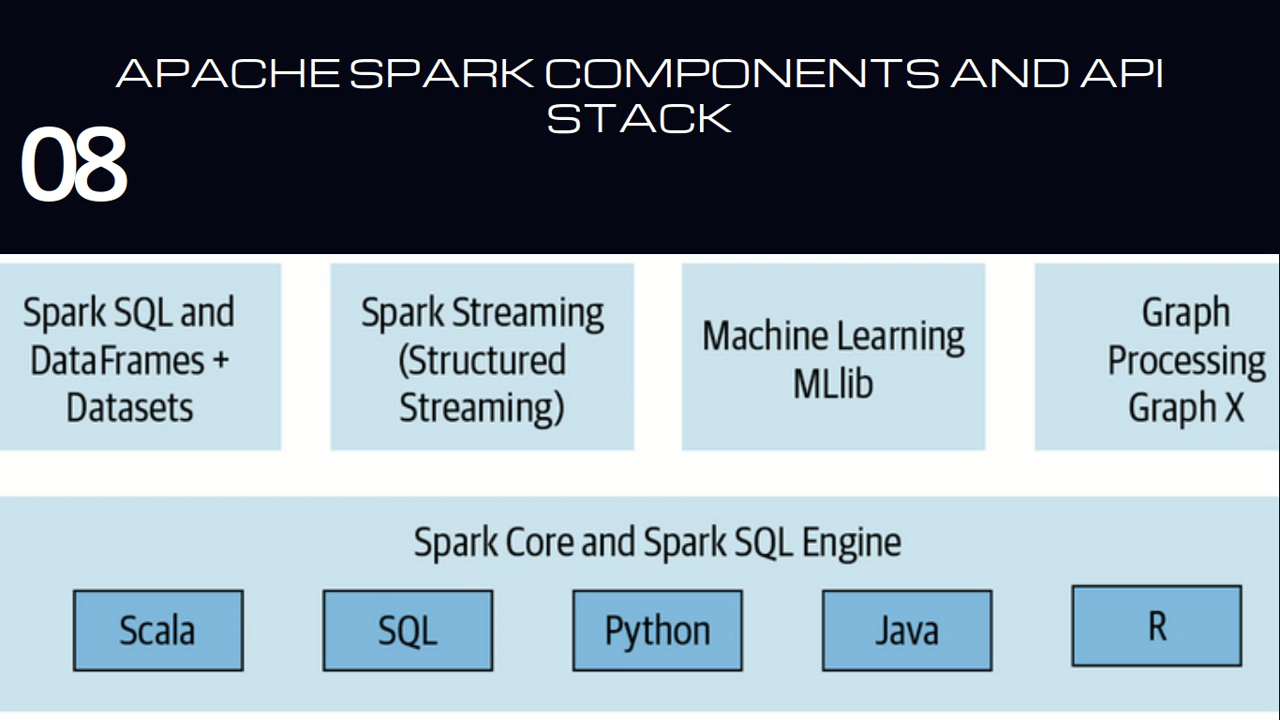 APACHE SPARK COMPONENTS AND API
STACK
08
Spark SQL and
DataFrames +
Datasets
Spark Streaming
(Structured
Streaming)
Machine Learning
MLlib
Graph
Processing
Graph X
Spark Core and Spark SQL Engine
Scala
SQL
Python
Java
R